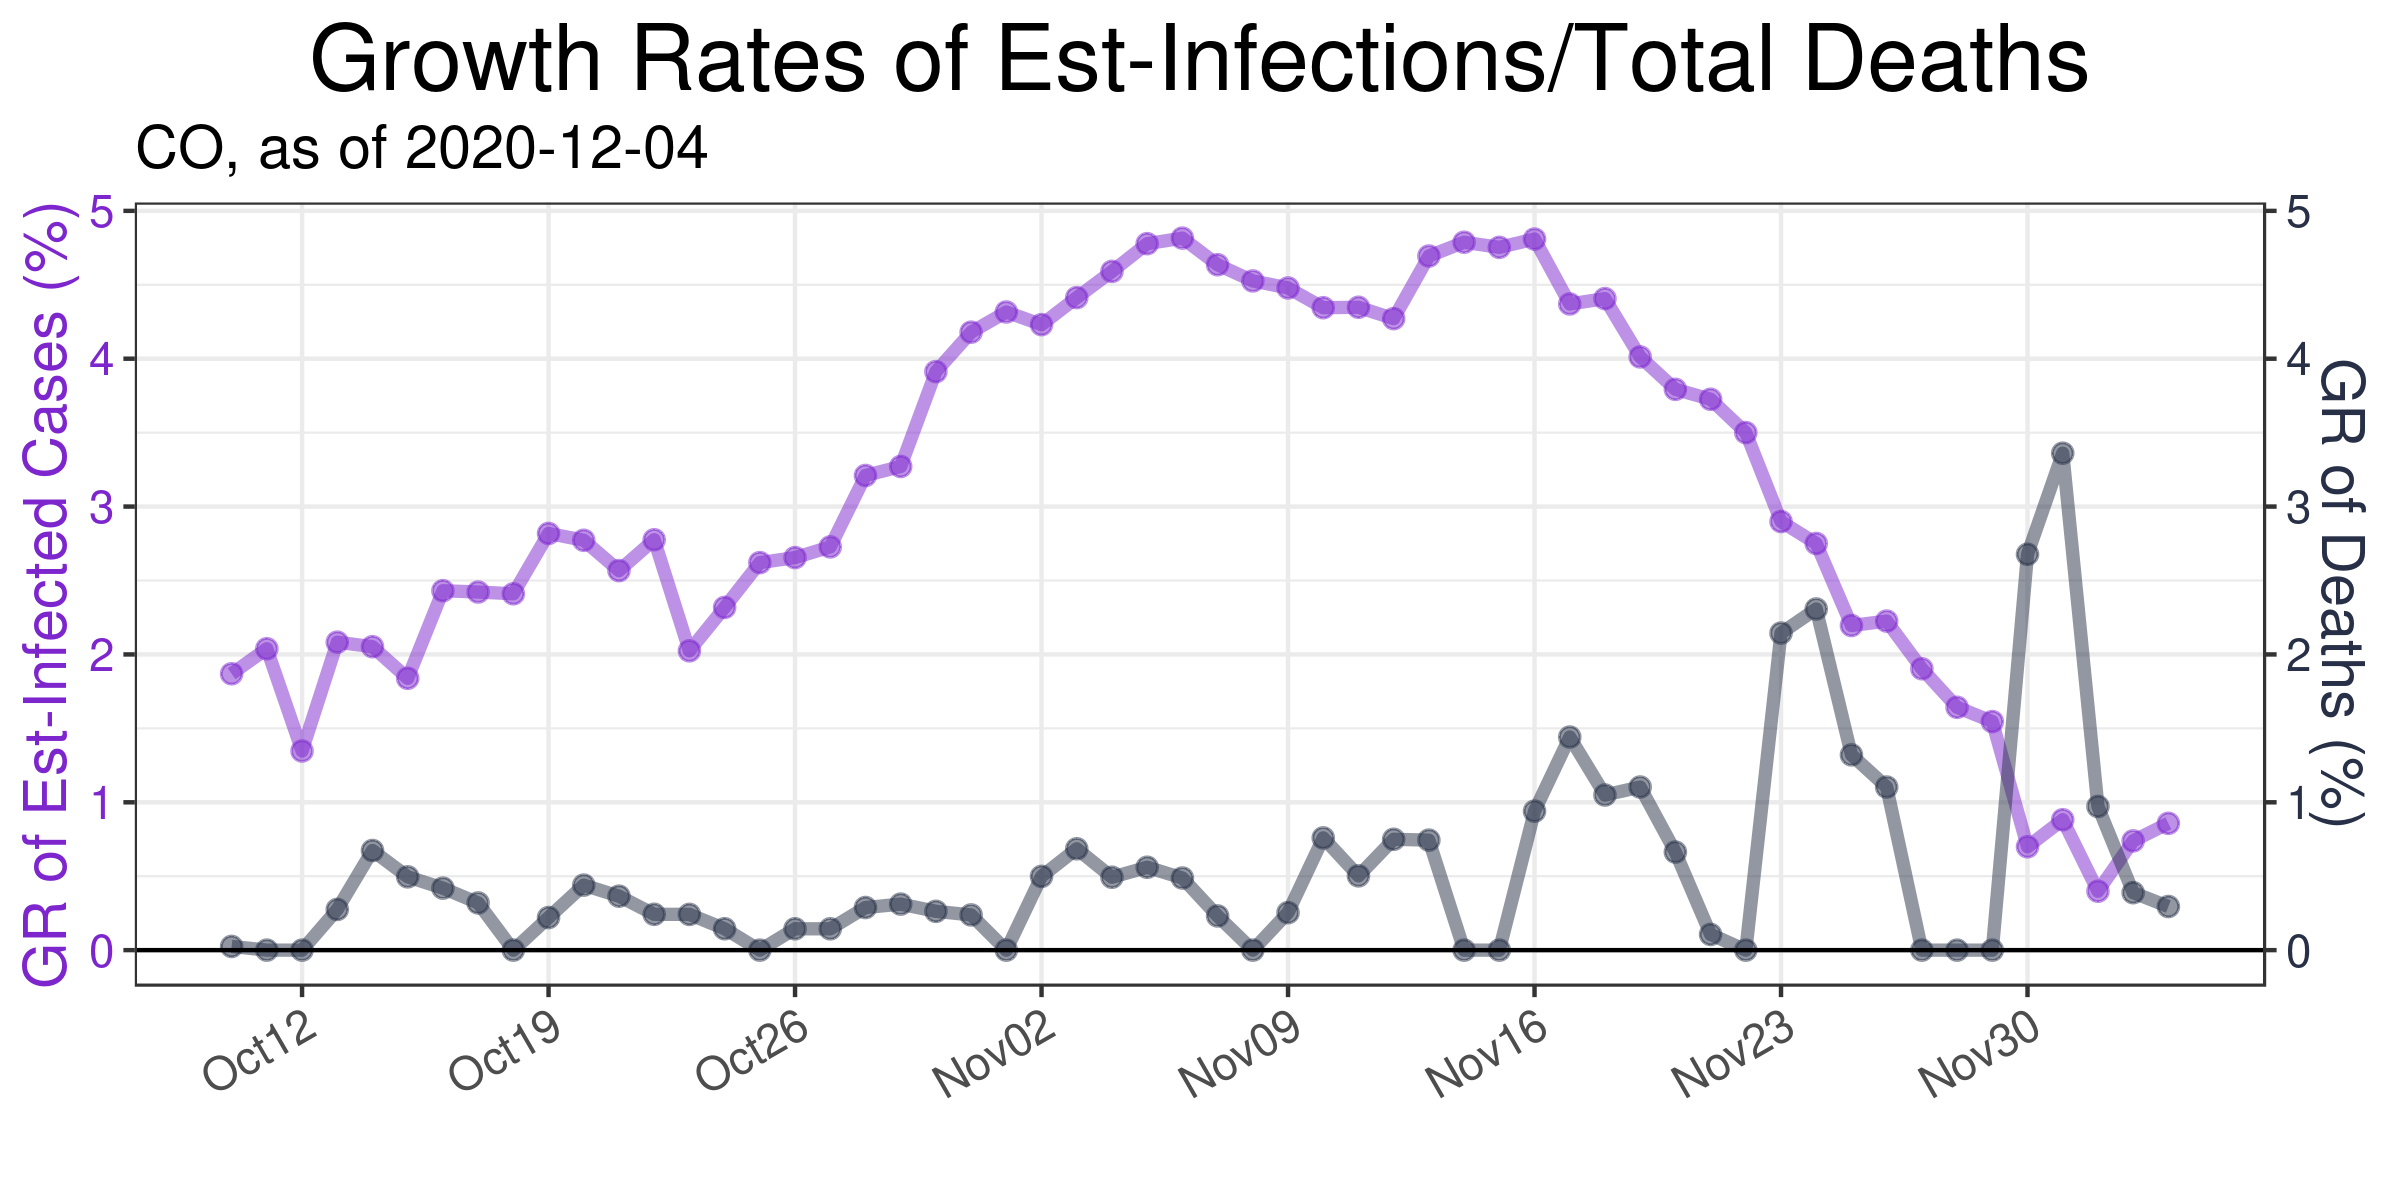 Growth Rates of Est-Infections/Total Deaths
CO, as of 2020-12-04
GR of Est-Infected Cases (%)
5
4
3
2
1
0
5
4
3
2
1
0
GR of Deaths (%)
Oct12
Oct19
Oct26
Nov02
Nov09
Nov16
Nov23
Nov30